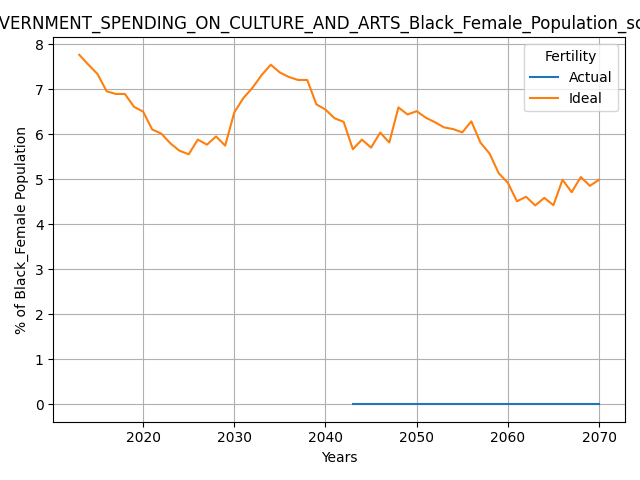 VERNMENT_SPENDING_ON_CULTURE_AND_ARTS_Black_Female_Population_sc
Fertility
Actual
Ideal
% of Black_Female Population
8
7
6
5
4
3
2
1
0
2020 2030 2040 2050 2060 2070
Years